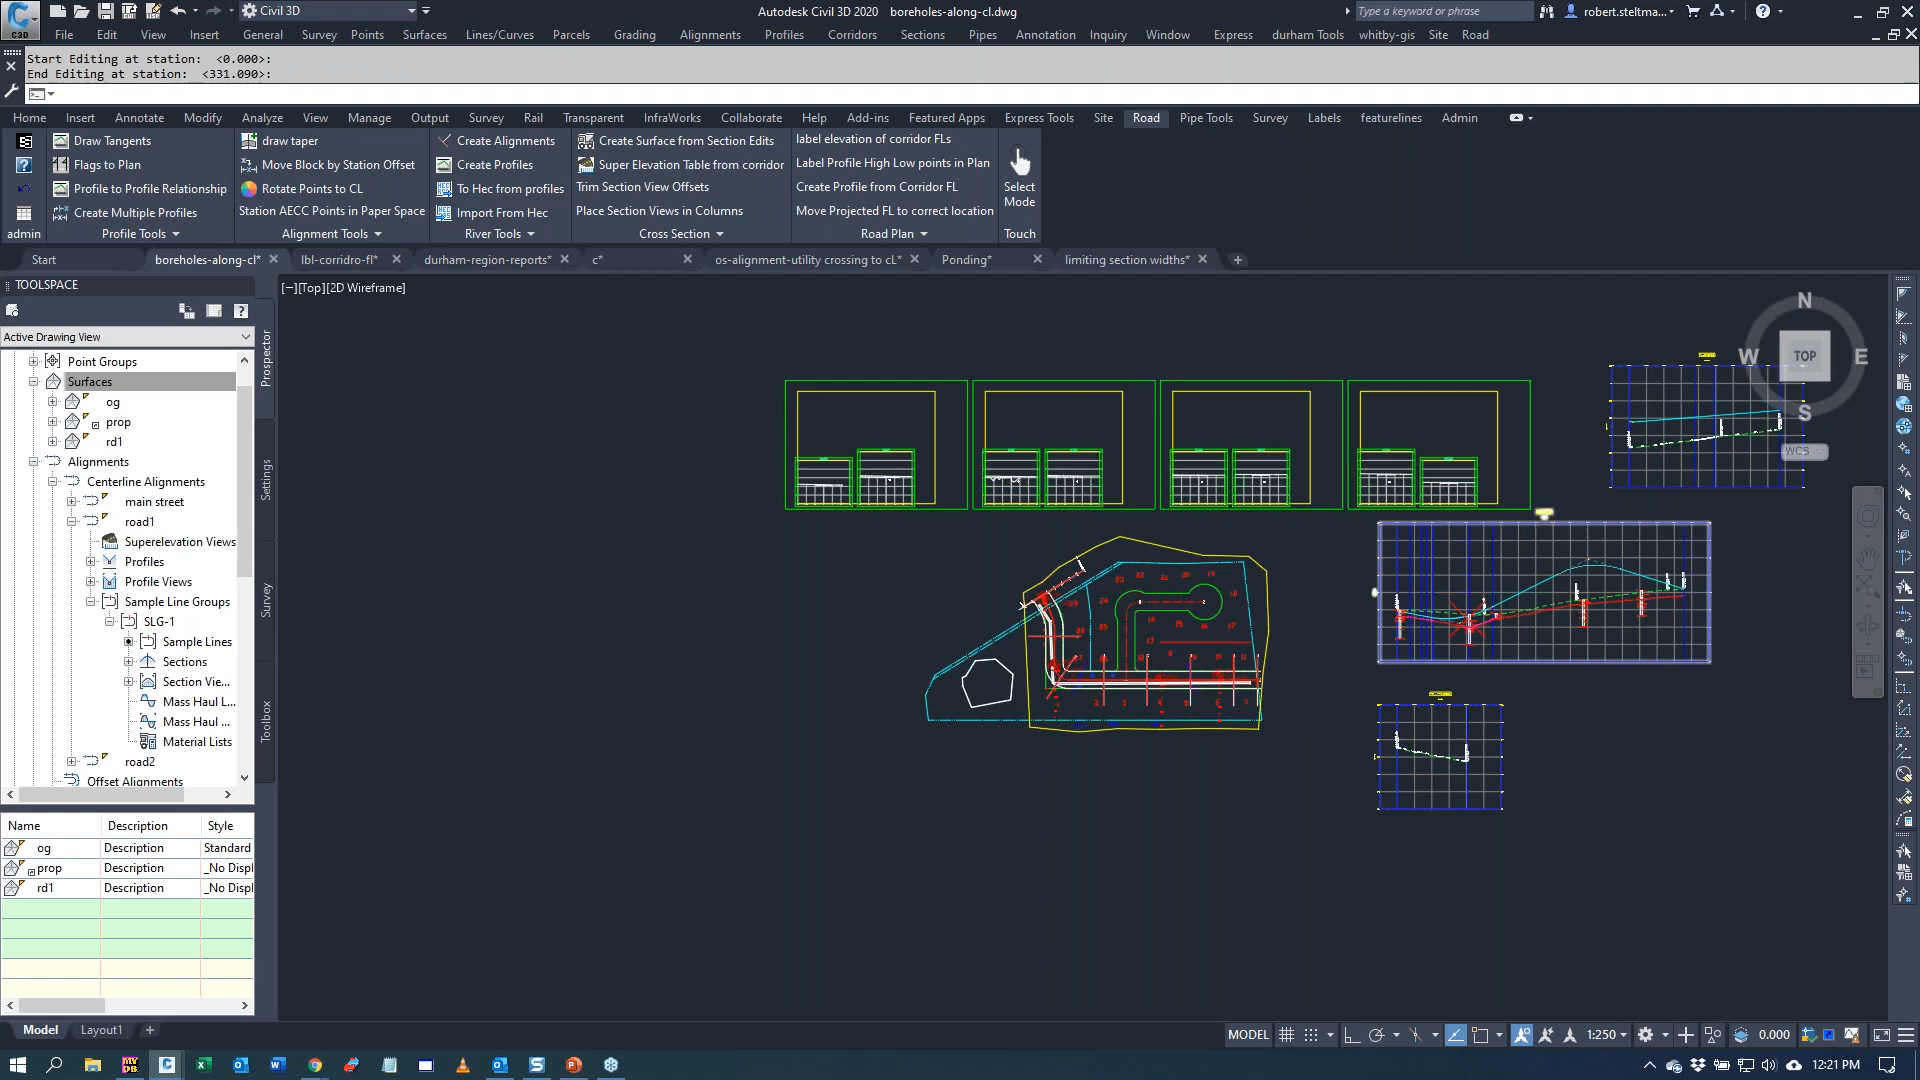 Civil 3D
Autodesk Civil 3D 2020 boreholes-along-cl.dwg
Type a keyword or phrase
robert.steltma...
C3D
File Edit View Insert General Survey Points Surfaces Lines/Curves Parcels Grading Alignments Profiles Corridors Sections Pipes Annotation Inquiry Window Express durham Tools whitby-gis Site Road
Start Editing at station: <0.000>:
End Editing at station: <331.090>:
Home Insert Annotate Modify Analyze View Manage Output Survey Rail Transparent InfraWorks Collaborate Help Add-ins Featured Apps Express Tools Site Road Pipe Tools Survey Labels featurelines Admin
Draw Tangents
Flags to Plan
Profile to Profile Relationship
Create Multiple Profiles
draw taper
Move Block by Station Offset
Rotate Points to CL
Station AECC Points in Paper Space
Create Alignments
Create Profiles
To Hec from profiles
Import From Hec
Create Surface from Section Edits
Super Elevation Table from corridor
Trim Section View Offsets
Place Section Views in Columns
label elevation of corridor FLs
Label Profile High Low points in Plan
Create Profile from Corridor FL
Move Projected FL to correct location
Select
Mode
admin Profile Tools Alignment Tools River Tools Cross Section Road Plan Touch
Start boreholes-along-cl* lbl-corridro-fl* durham-region-reports* c* os-alignment-utility crossing to cL* Ponding* limiting section widths*
TOOLSPACE
[−][Top][2D Wireframe]
Active Drawing View
Prospector
Settings
Survey
Toolbox
Point Groups
Surfaces
og
prop
rd1
Alignments
Centerline Alignments
main street
road1
Superelevation Views
Profiles
Profile Views
Sample Line Groups
SLG-1
Sample Lines
Sections
Section Vie...
Mass Haul L...
Mass Haul ...
Material Lists
road2
Offset Alignments
Name Description Style
og Description Standard
prop Description _No Displ
rd1 Description _No Displ
N
W TOP E
S
WCS
Model Layout1
MODEL 1:250 0.000
12:21 PM